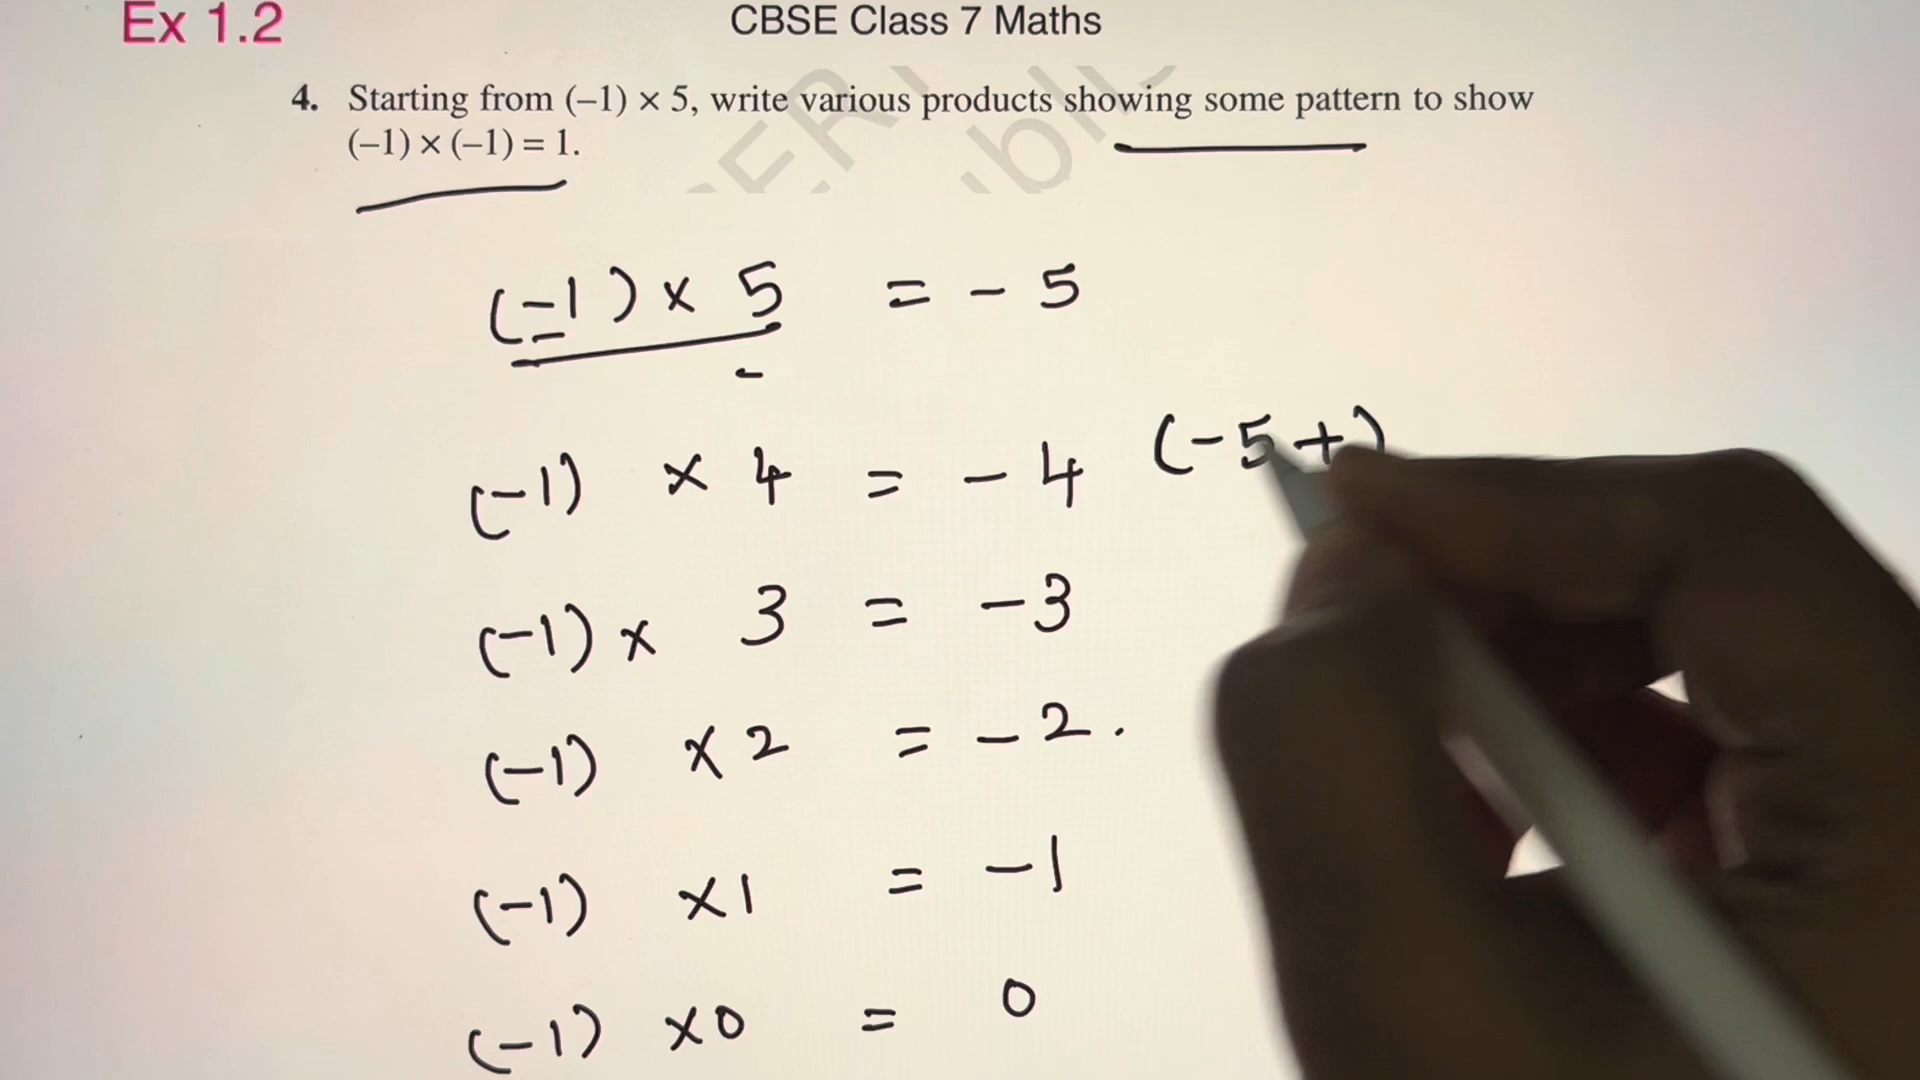 Ex 1.2
CBSE Class 7 Maths
4. Starting from (–1) × 5, write various products showing some pattern to show
(–1) × (–1) = 1.
(-1) × 5 = - 5
(-1) × 4 = - 4 (-5+)
(-1) × 3 = -3
(-1) × 2 = - 2.
(-1) ×1 = -1
(-1) ×0 = 0